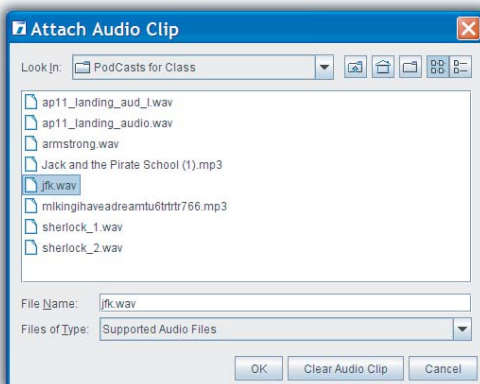 Attach Audio Clip
Look In: PodCasts for Class
ap11_landing_aud_l.wav
ap11_landing_audio.wav
armstrong.wav
Jack and the Pirate School (1).mp3
jfk.wav
mlkingihaveadreamtu6trtrtr766.mp3
sherlock_1.wav
sherlock_2.wav
File Name: jfk.wav
Files of Type: Supported Audio Files
OK Clear Audio Clip Cancel